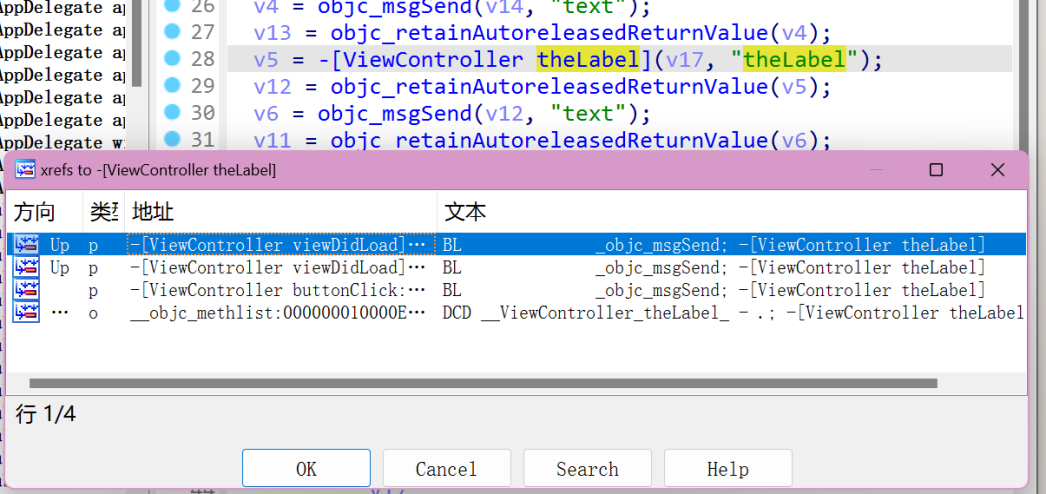 AppDelegate
26 v4 = objc_msgSend(v14, "text");
AppDelegate
27 v13 = objc_retainAutoreleasedReturnValue(v4);
AppDelegate
28 v5 = -[ViewController theLabel](v17, "theLabel");
AppDelegate
29 v12 = objc_retainAutoreleasedReturnValue(v5);
AppDelegate
30 v6 = objc_msgSend(v12, "text");
AppDelegate
31 v11 = objc_retainAutoreleasedReturnValue(v6);
xrefs to -[ViewController theLabel]
方向 类型 地址 文本
Up p -[ViewController viewDidLoad]… BL _objc_msgSend; -[ViewController theLabel]
Up p -[ViewController viewDidLoad]… BL _objc_msgSend; -[ViewController theLabel]
p -[ViewController buttonClick:… BL _objc_msgSend; -[ViewController theLabel]
… o __objc_methlist:000000010000E… DCD __ViewController_theLabel_ - .; -[ViewController theLabel
行 1/4
OK Cancel Search Help